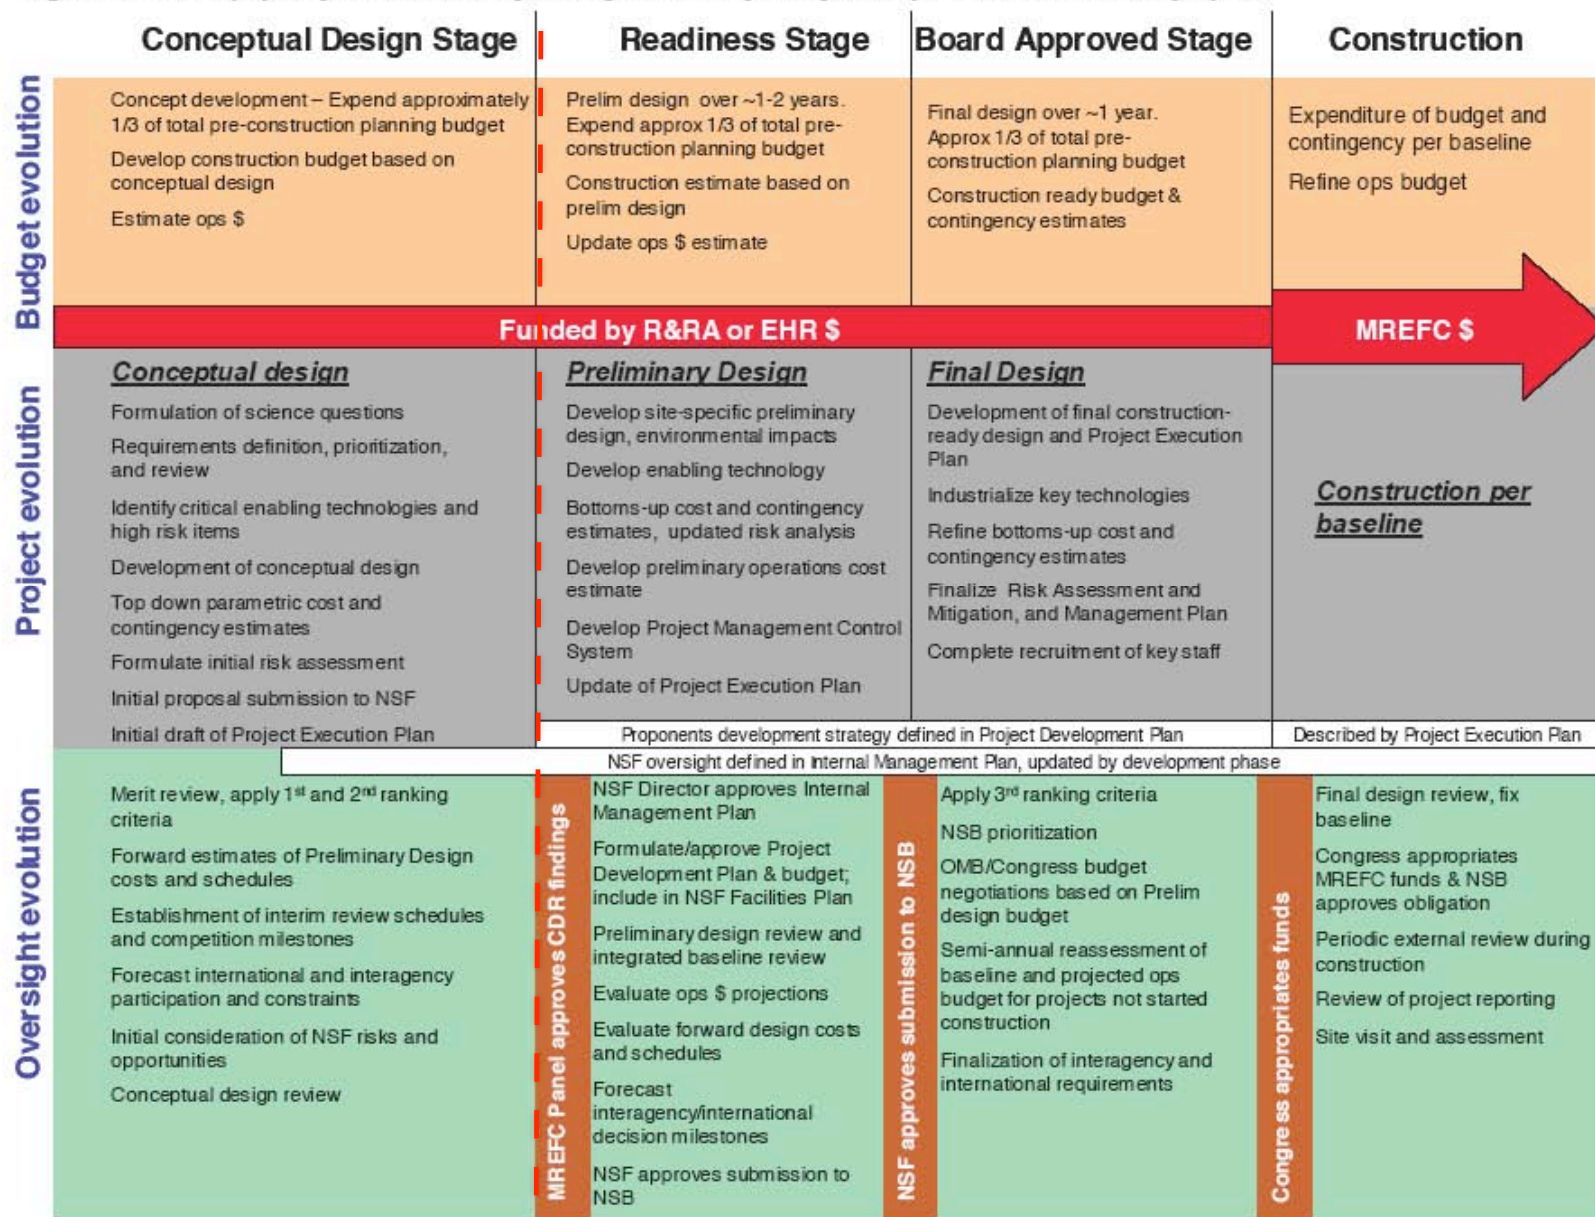 Conceptual Design Stage
Readiness Stage
Board Approved Stage
Construction
Budget evolution
Concept development – Expend approximately
1/3 of total pre-construction planning budget
Develop construction budget based on
conceptual design
Estimate ops $
Prelim design over ~1-2 years.
Expend approx 1/3 of total pre-
construction planning budget
Construction estimate based on
prelim design
Update ops $ estimate
Final design over ~1 year.
Approx 1/3 of total pre-
construction planning budget
Construction ready budget &
contingency estimates
Expenditure of budget and
contingency per baseline
Refine ops budget
Funded by R&RA or EHR $
MREFC $
Project evolution
Conceptual design
Formulation of science questions
Requirements definition, prioritization,
and review
Identify critical enabling technologies and
high risk items
Development of conceptual design
Top down parametric cost and
contingency estimates
Formulate initial risk assessment
Initial proposal submission to NSF
Initial draft of Project Execution Plan
Preliminary Design
Develop site-specific preliminary
design, environmental impacts
Develop enabling technology
Bottoms-up cost and contingency
estimates, updated risk analysis
Develop preliminary operations cost
estimate
Develop Project Management Control
System
Update of Project Execution Plan
Final Design
Development of final construction-
ready design and Project Execution
Plan
Industrialize key technologies
Refine bottoms-up cost and
contingency estimates
Finalize Risk Assessment and
Mitigation, and Management Plan
Complete recruitment of key staff
Construction per
baseline
Proponents development strategy defined in Project Development Plan
Described by Project Execution Plan
NSF oversight defined in Internal Management Plan, updated by development phase
Oversight evolution
Merit review, apply 1st and 2nd ranking
criteria
Forward estimates of Preliminary Design
costs and schedules
Establishment of interim review schedules
and competition milestones
Forecast international and interagency
participation and constraints
Initial consideration of NSF risks and
opportunities
Conceptual design review
MREFC Panel approves CDR findings
NSF Director approves Internal
Management Plan
Formulate/approve Project
Development Plan & budget;
include in NSF Facilities Plan
Preliminary design review and
integrated baseline review
Evaluate ops $ projections
Evaluate forward design costs
and schedules
Forecast
interagency/international
decision milestones
NSF approves submission to
NSB
NSF approves submission to NSB
Apply 3rd ranking criteria
NSB prioritization
OMB/Congress budget
negotiations based on Prelim
design budget
Semi-annual reassessment of
baseline and projected ops
budget for projects not started
construction
Finalization of interagency and
international requirements
Congress appropriates funds
Final design review, fix
baseline
Congress appropriates
MREFC funds & NSB
approves obligation
Periodic external review during
construction
Review of project reporting
Site visit and assessment